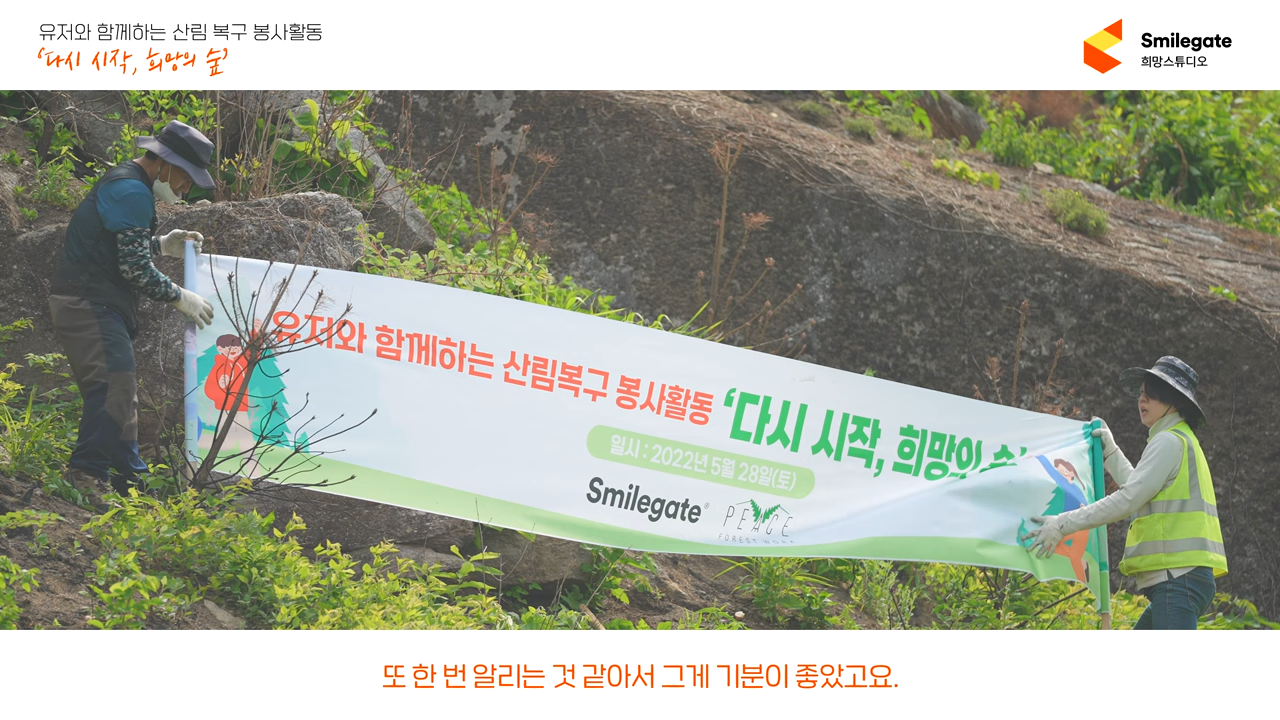 유저와 함께하는 산림 복구 봉사활동
‘다시 시작, 희망의 숲’
Smilegate
희망스튜디오
유저와 함께하는 산림복구 봉사활동 ‘다시 시작, 희망의 숲’
일시 : 2022년 5월 28일(토)
Smilegate®
PEACE
FOREST WORK
또 한 번 알리는 것 같아서 그게 기분이 좋았고요.